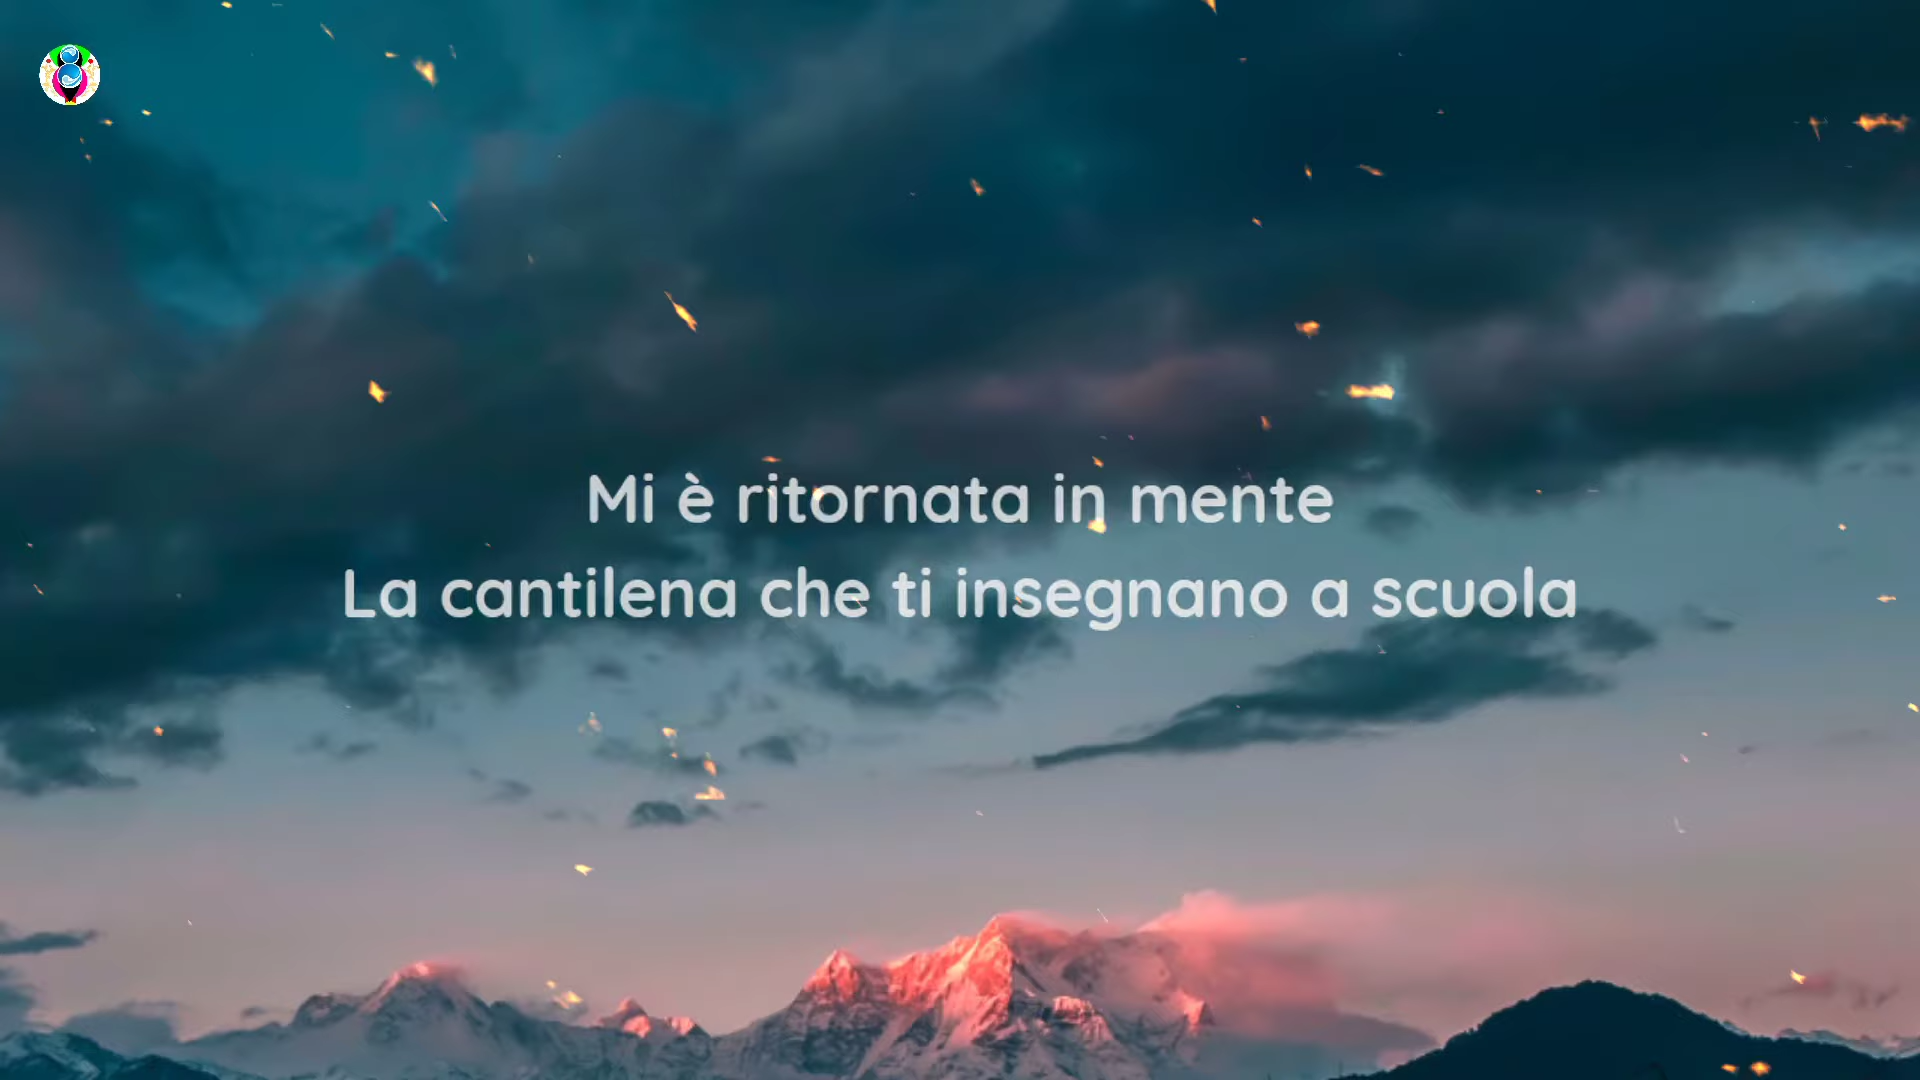 Mi è ritornata in mente
La cantilena che ti insegnano a scuola